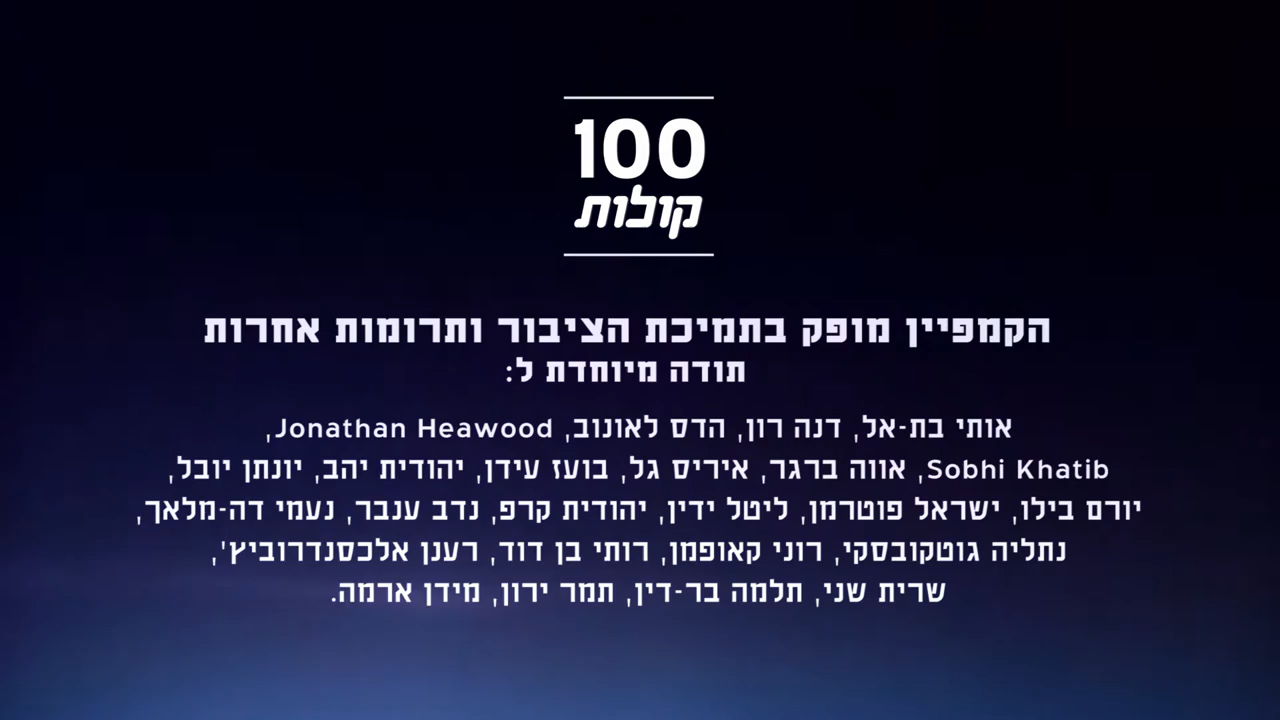 100
קולות
הקמפיין מופק בתמיכת הציבור ותרומות אחרות
תודה מיוחדת ל:
אותי בת-אל, דנה רון, הדס לאונוב, Jonathan Heawood,
Sobhi Khatib, אווה ברגר, איריס גל, בועז עידן, יהודית יהב, יונתן יובל,
יורם בילו, ישראל פוטרמן, ליטל ידין, יהודית קרפ, נדב ענבר, נעמי דה-מלאך,
נתליה גוטקובסקי, רוני קאופמן, רותי בן דוד, רענן אלכסנדרוביץ',
שרית שני, תלמה בר-דין, תמר ירון, מידן ארמה.